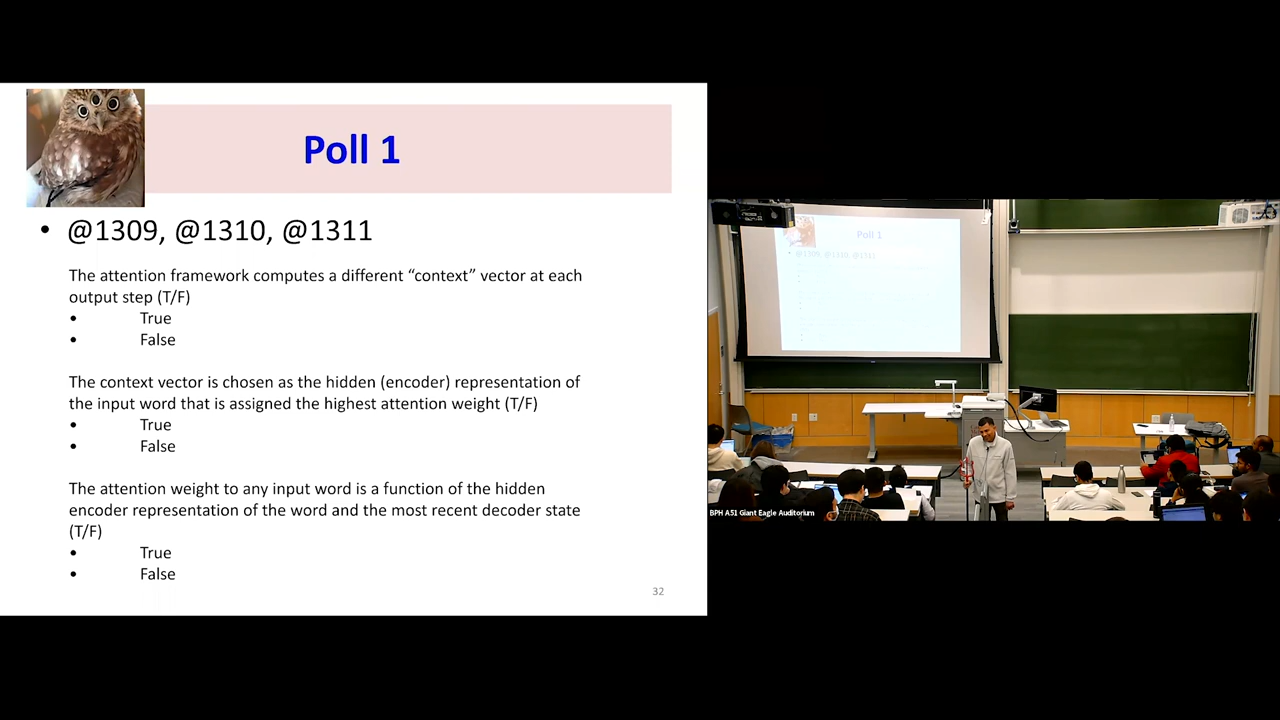 Poll 1
• @1309, @1310, @1311
The attention framework computes a different “context” vector at each
output step (T/F)
• True
• False
The context vector is chosen as the hidden (encoder) representation of
the input word that is assigned the highest attention weight (T/F)
• True
• False
The attention weight to any input word is a function of the hidden
encoder representation of the word and the most recent decoder state
(T/F)
• True
• False
32
Poll 1
@1309, @1310, @1311
BPH A51 Giant Eagle Auditorium